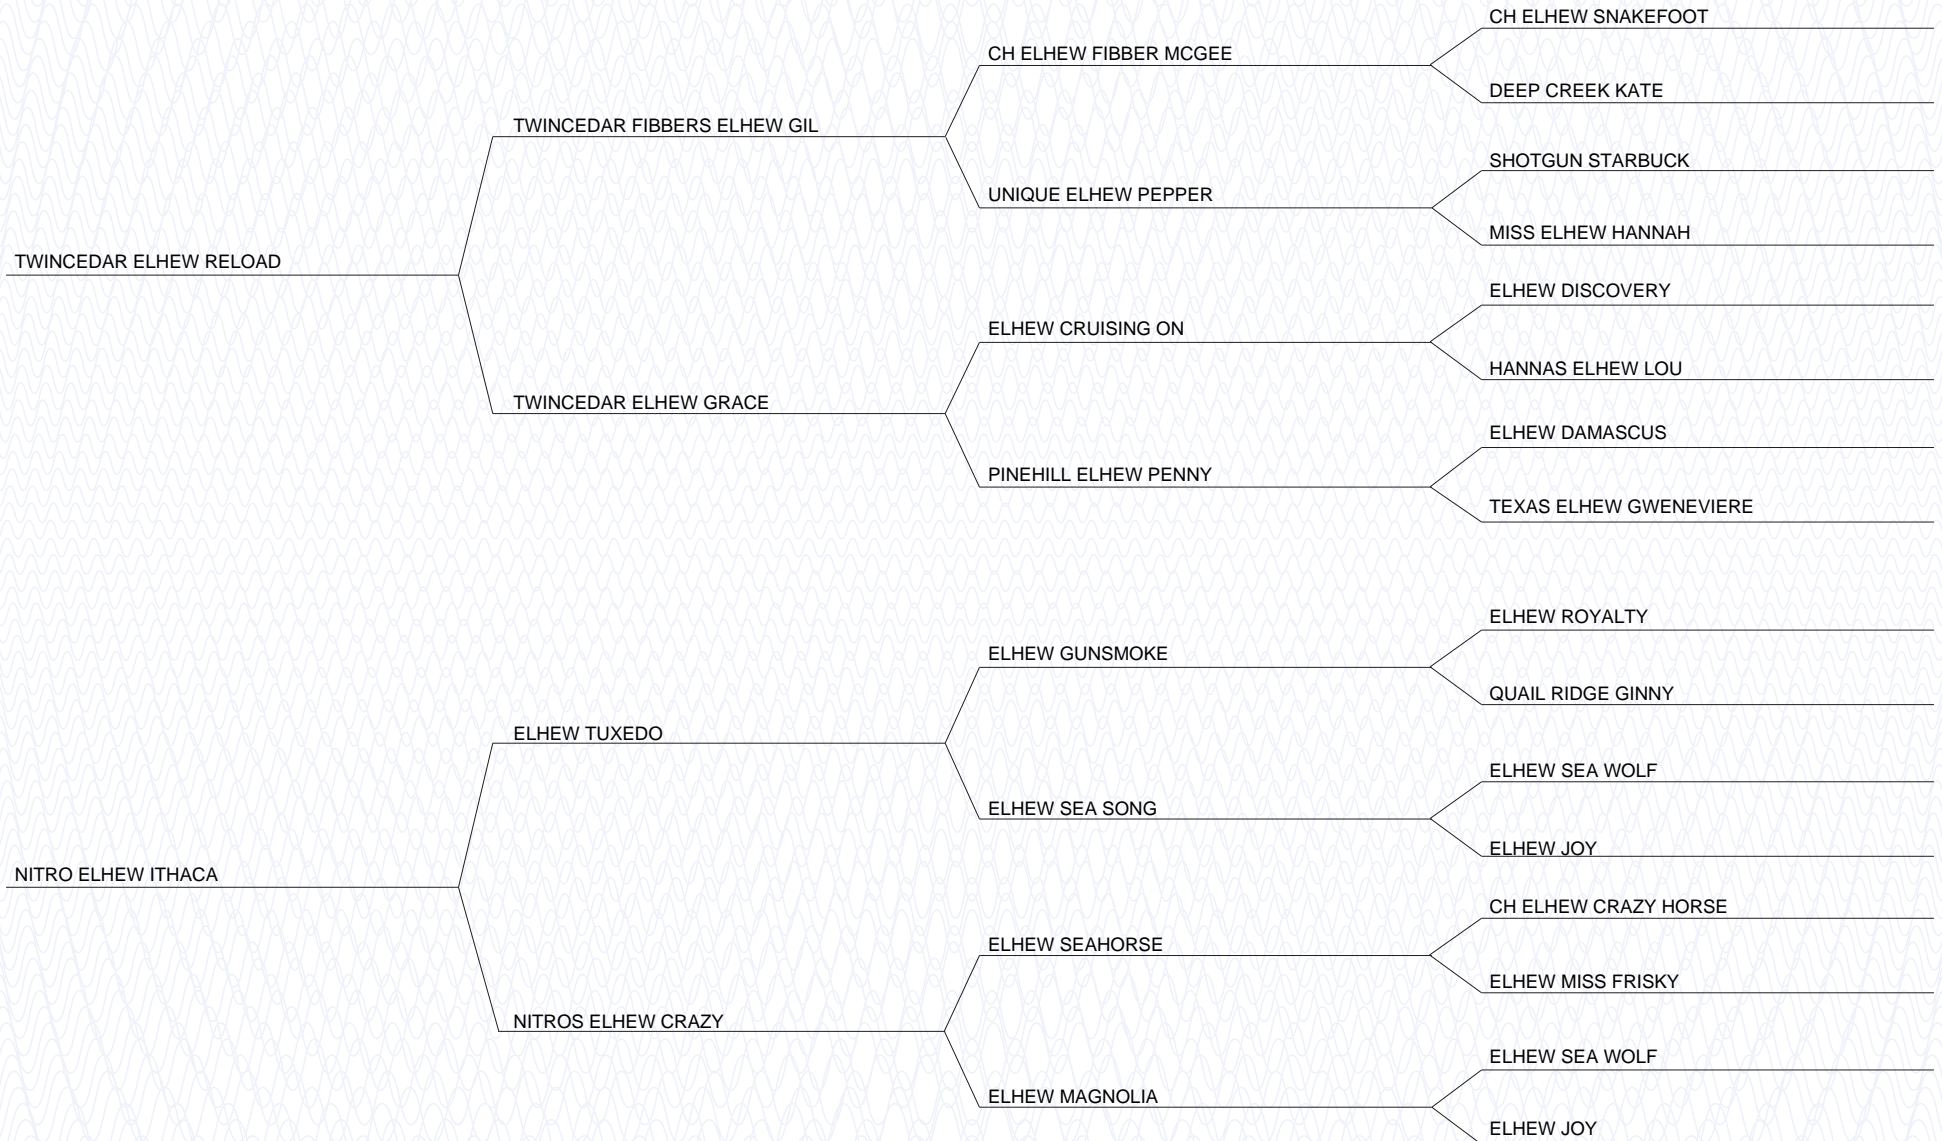 CH ELHEW SNAKEFOOT
CH ELHEW FIBBER MCGEE
DEEP CREEK KATE
TWINCEDAR FIBBERS ELHEW GIL
SHOTGUN STARBUCK
UNIQUE ELHEW PEPPER
MISS ELHEW HANNAH
TWINCEDAR ELHEW RELOAD
ELHEW DISCOVERY
ELHEW CRUISING ON
HANNAS ELHEW LOU
TWINCEDAR ELHEW GRACE
ELHEW DAMASCUS
PINEHILL ELHEW PENNY
TEXAS ELHEW GWENEVIERE
ELHEW ROYALTY
ELHEW GUNSMOKE
QUAIL RIDGE GINNY
ELHEW TUXEDO
ELHEW SEA WOLF
ELHEW SEA SONG
ELHEW JOY
NITRO ELHEW ITHACA
CH ELHEW CRAZY HORSE
ELHEW SEAHORSE
ELHEW MISS FRISKY
NITROS ELHEW CRAZY
ELHEW SEA WOLF
ELHEW MAGNOLIA
ELHEW JOY